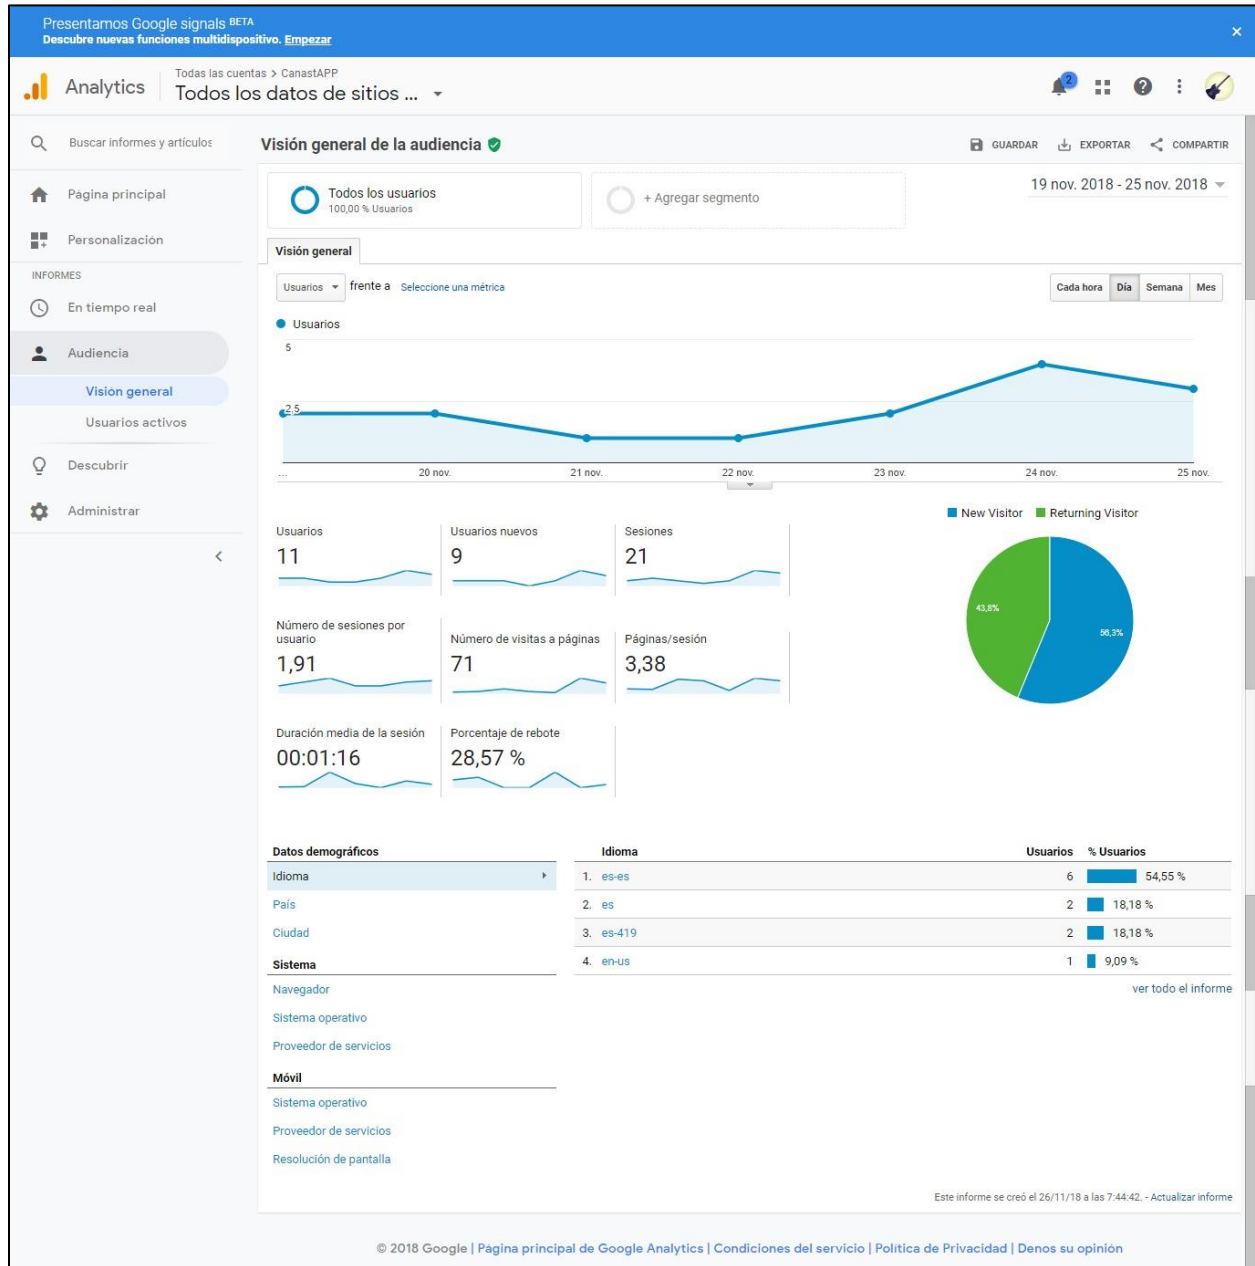 Presentamos Google signals BETA
Descubre nuevas funciones multidispositivo. Empezar
Analytics
Todas las cuentas > CanastAPP
Todos los datos de sitios ...
2
Buscar informes y artículos
Página principal
Personalización
INFORMES
En tiempo real
Audiencia
Visión general
Usuarios activos
Descubrir
Administrar
Visión general de la audiencia
GUARDAR EXPORTAR COMPARTIR
Todos los usuarios
100,00 % Usuarios
+ Agregar segmento
19 nov. 2018 - 25 nov. 2018
Visión general
Usuarios frente a Seleccione una métrica
Cada hora Día Semana Mes
Usuarios
5
2,5
... 20 nov. 21 nov. 22 nov. 23 nov. 24 nov. 25 nov.
New Visitor Returning Visitor
43,8%
56,3%
Usuarios
11
Usuarios nuevos
9
Sesiones
21
Número de sesiones por
usuario
1,91
Número de visitas a páginas
71
Páginas/sesión
3,38
Duración media de la sesión
00:01:16
Porcentaje de rebote
28,57 %
Datos demográficos
Idioma
País
Ciudad
Sistema
Navegador
Sistema operativo
Proveedor de servicios
Móvil
Sistema operativo
Proveedor de servicios
Resolución de pantalla
Idioma Usuarios % Usuarios
1. es-es 6 54,55 %
2. es 2 18,18 %
3. es-419 2 18,18 %
4. en-us 1 9,09 %
ver todo el informe
Este informe se creó el 26/11/18 a las 7:44:42. - Actualizar informe
© 2018 Google | Página principal de Google Analytics | Condiciones del servicio | Política de Privacidad | Denos su opinión